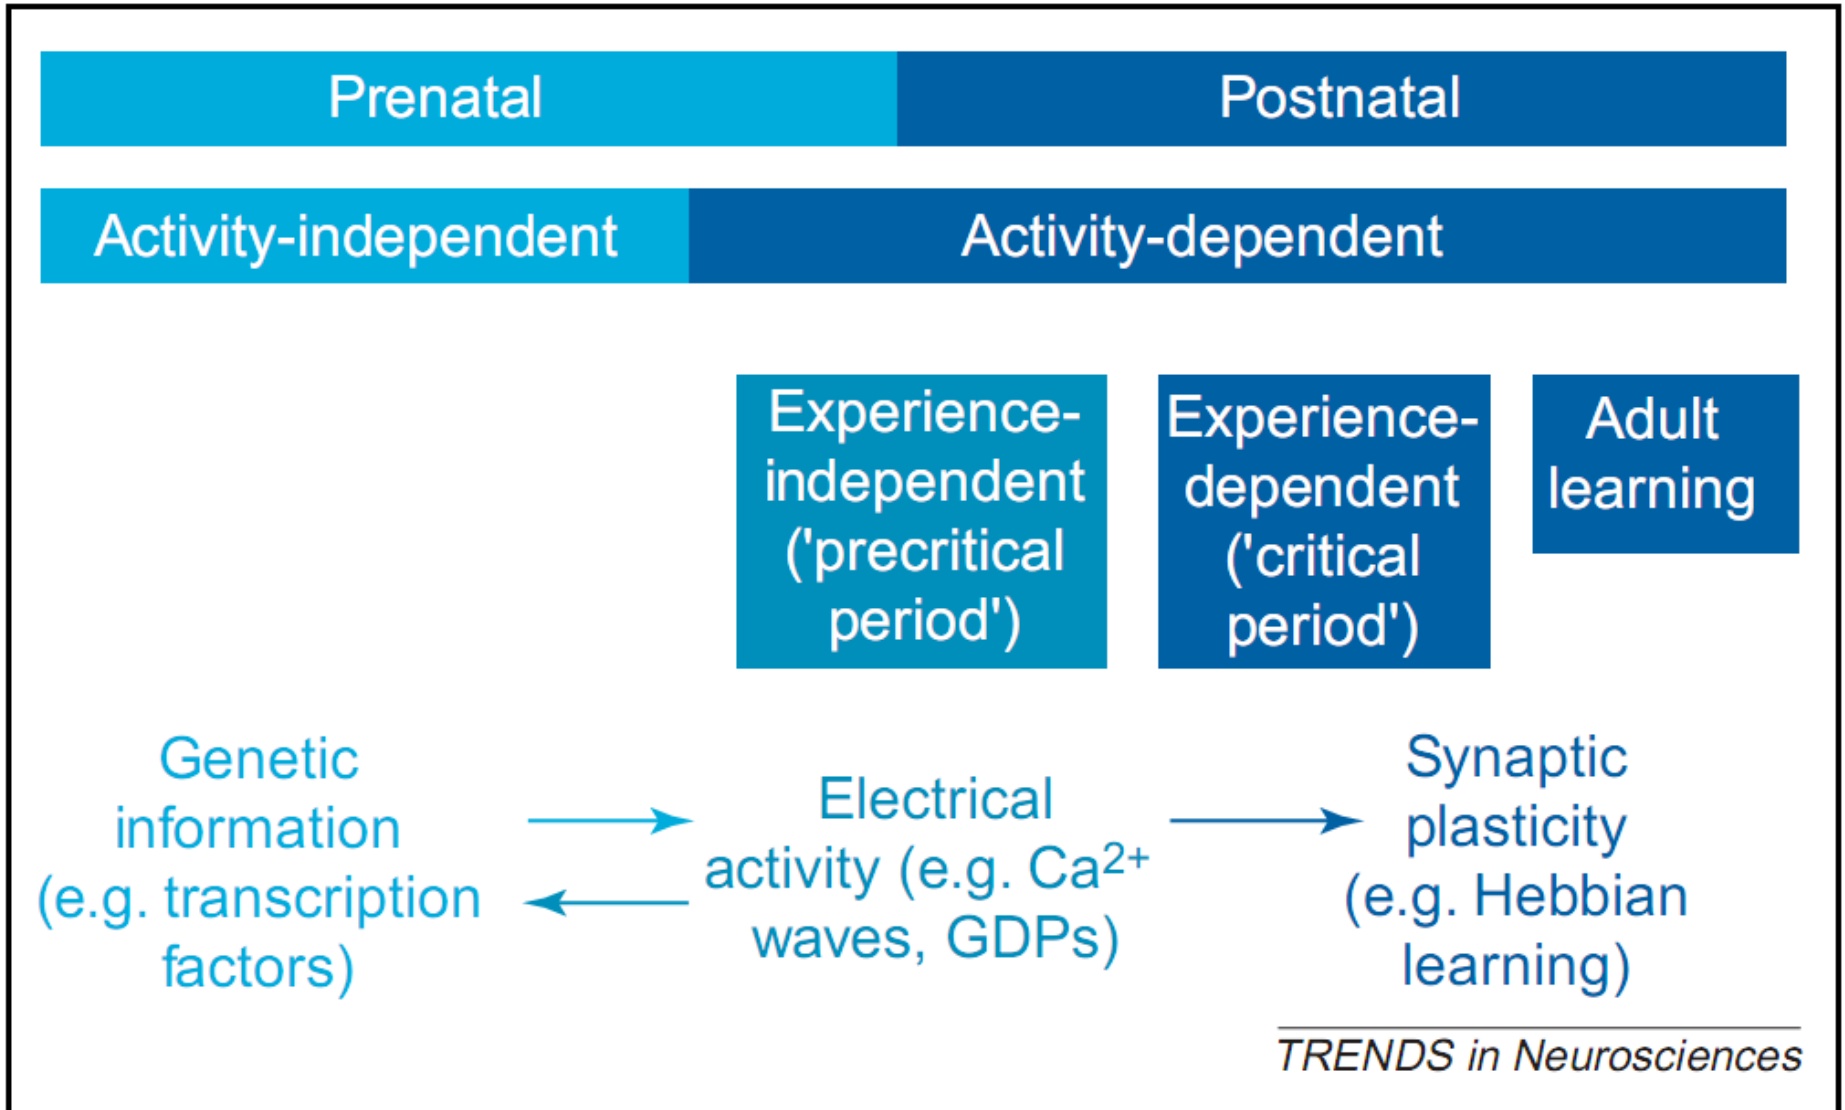 Prenatal
Postnatal
Activity-independent
Activity-dependent
Experience-
independent
('precritical
period')
Experience-
dependent
('critical
period')
Adult
learning
Genetic
information
(e.g. transcription
factors)
Electrical
activity (e.g. Ca²⁺
waves, GDPs)
Synaptic
plasticity
(e.g. Hebbian
learning)
TRENDS in Neurosciences